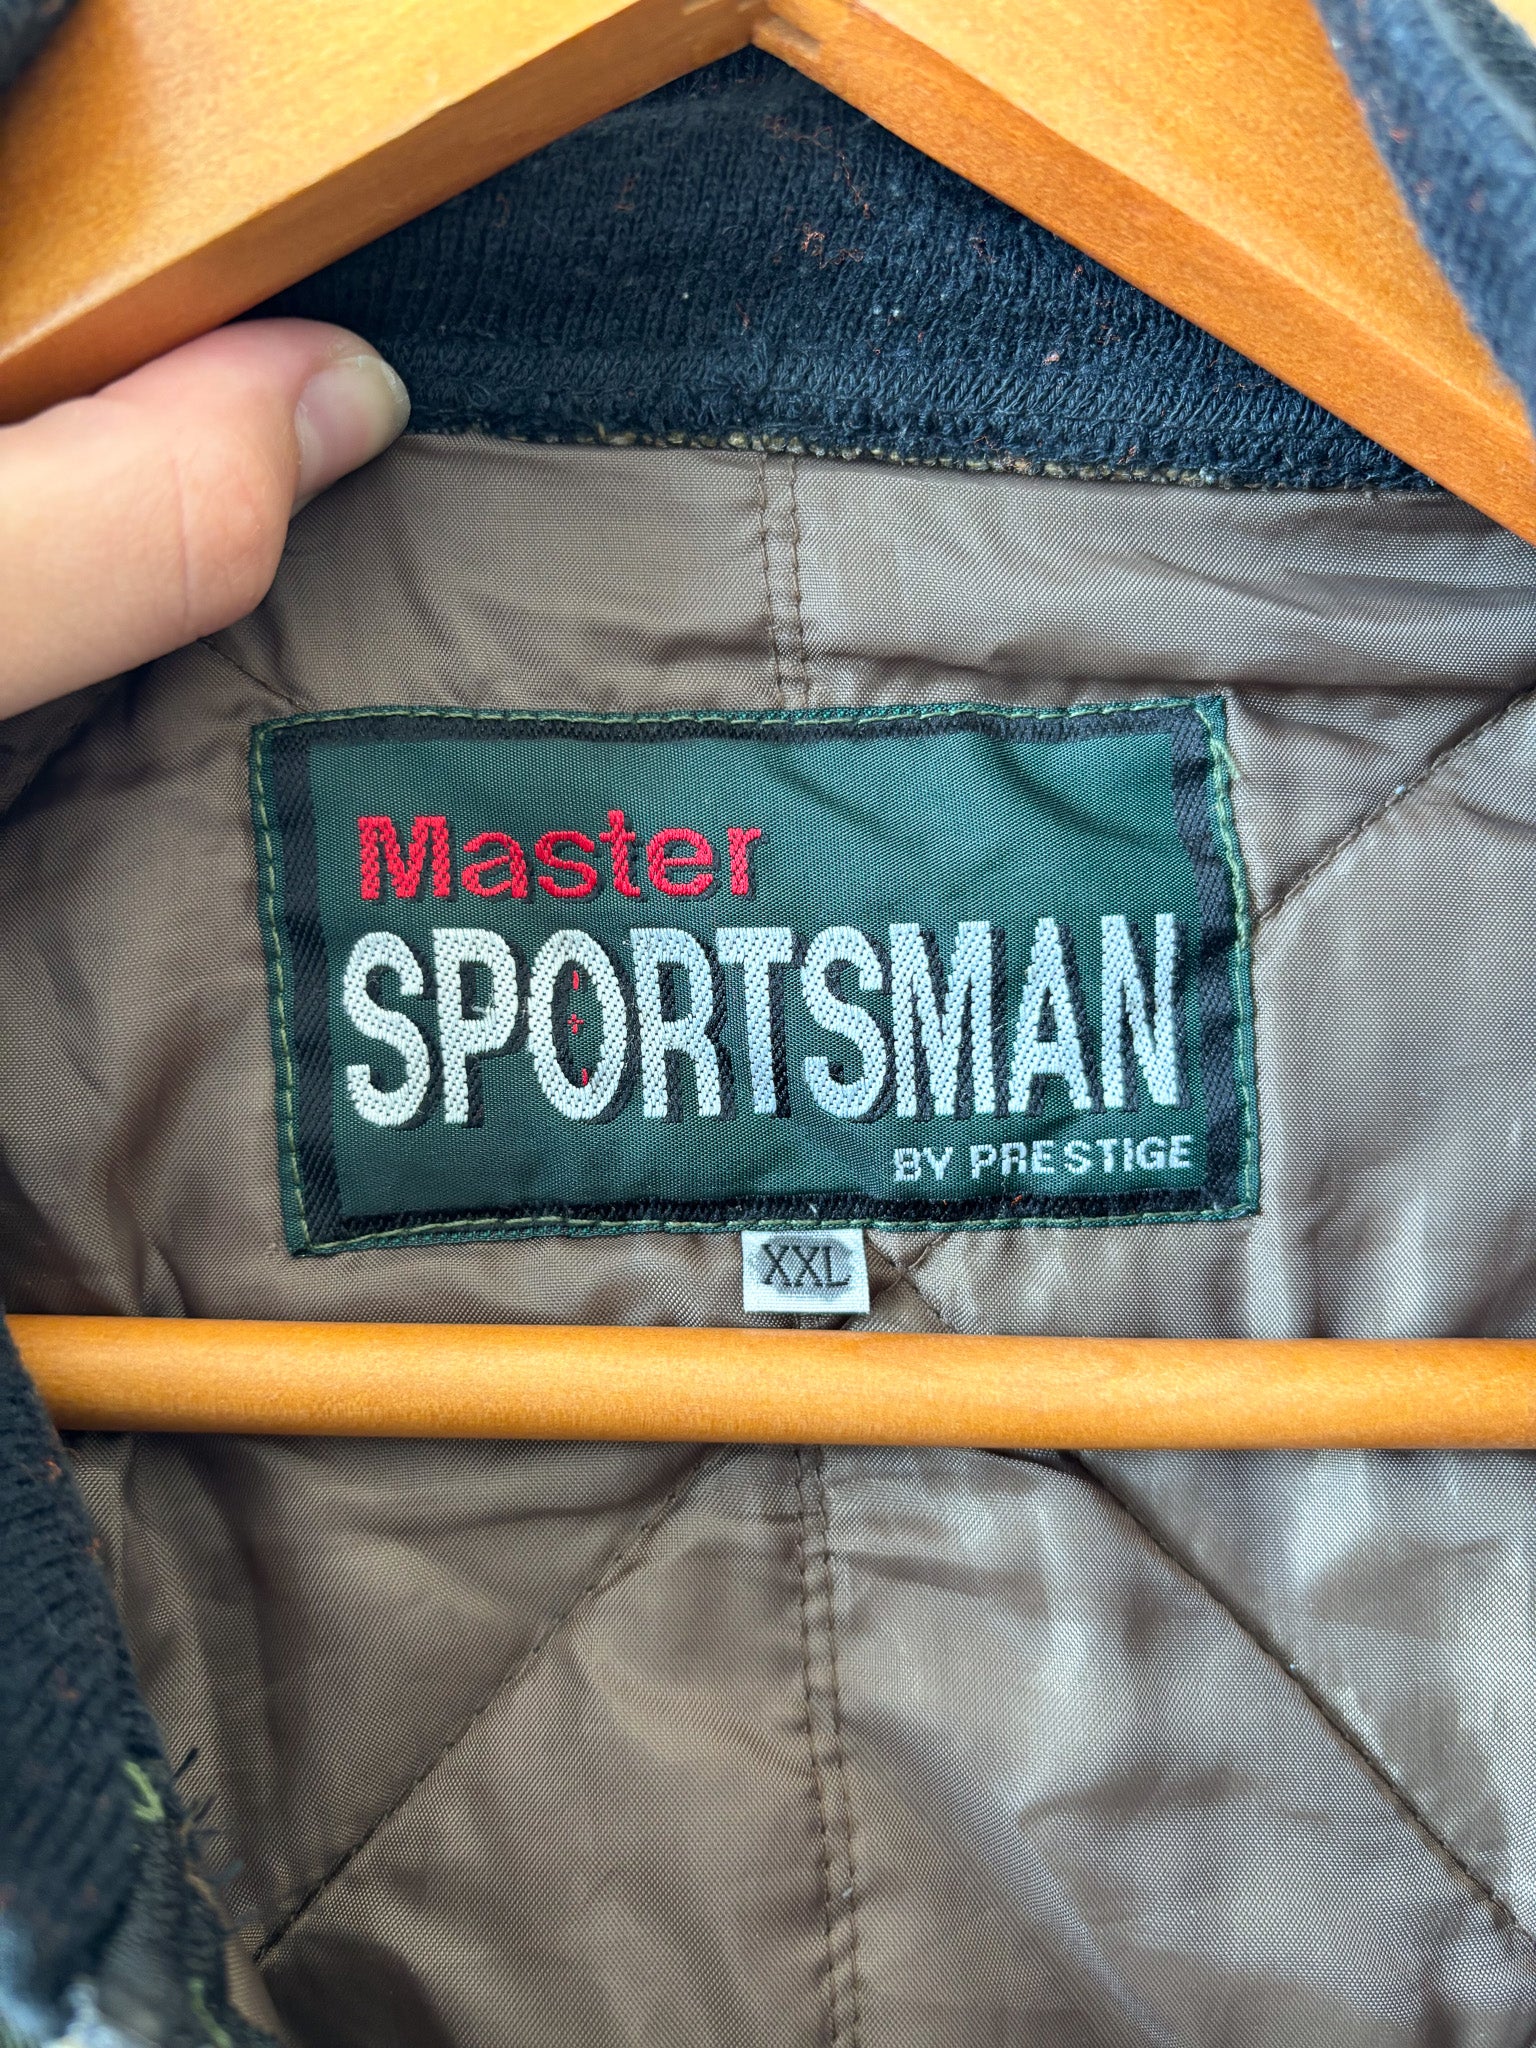 Master
SPORTSMAN
BY PRESTIGE
XXL